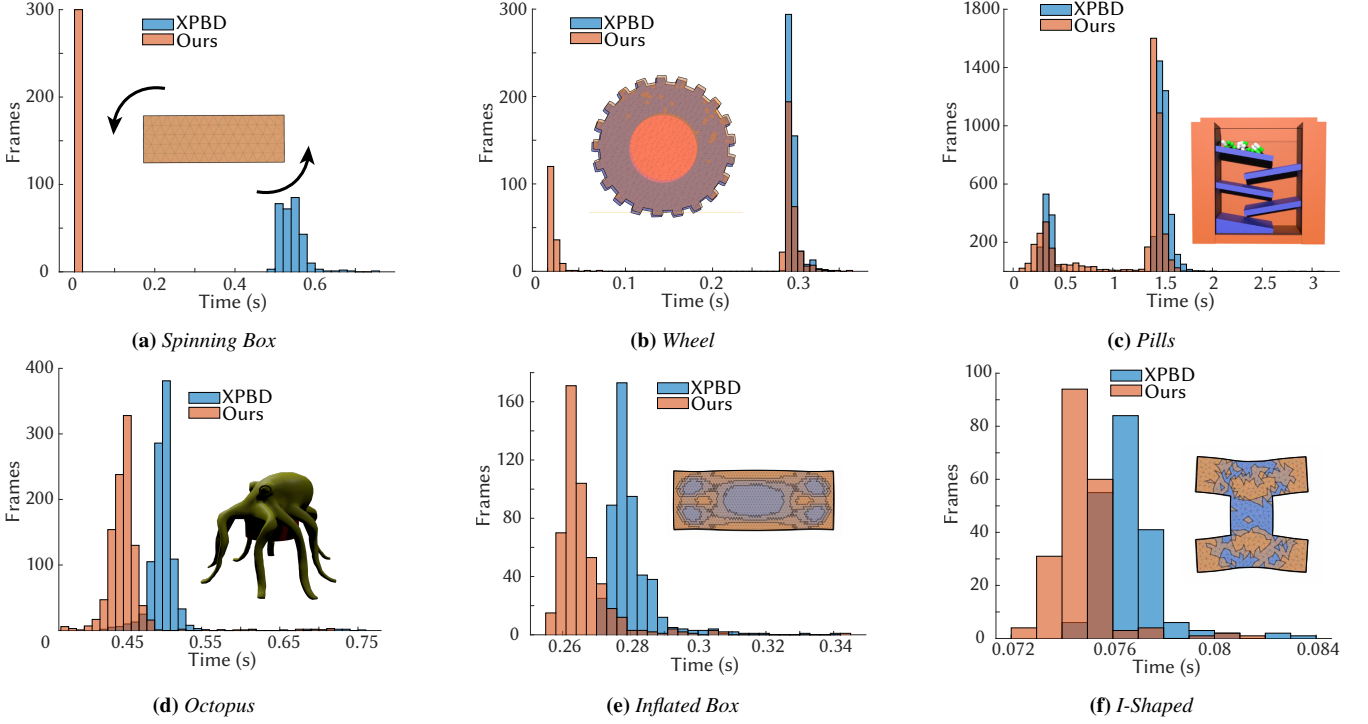 300
200
100
0
Frames
XPBD
Ours
0.2
0.4
0.6
Time (s)
(a) Spinning Box
300
200
100
0
Frames
XPBD
Ours
0.1
0.2
0.3
Time (s)
(b) Wheel
1800
1400
1000
600
200
Frames
XPBD
Ours
0
0.5
1
1.5
2
2.5
3
Time (s)
(c) Pills
400
300
200
100
0
Frames
XPBD
Ours
0.45
0.55
0.65
0.75
Time (s)
(d) Octopus
160
120
80
40
0
Frames
XPBD
Ours
0.26
0.28
0.30
0.32
0.34
Time (s)
(e) Inflated Box
100
80
60
40
20
0
Frames
XPBD
Ours
0.072
0.076
0.08
0.084
Time (s)
(f) I-Shaped